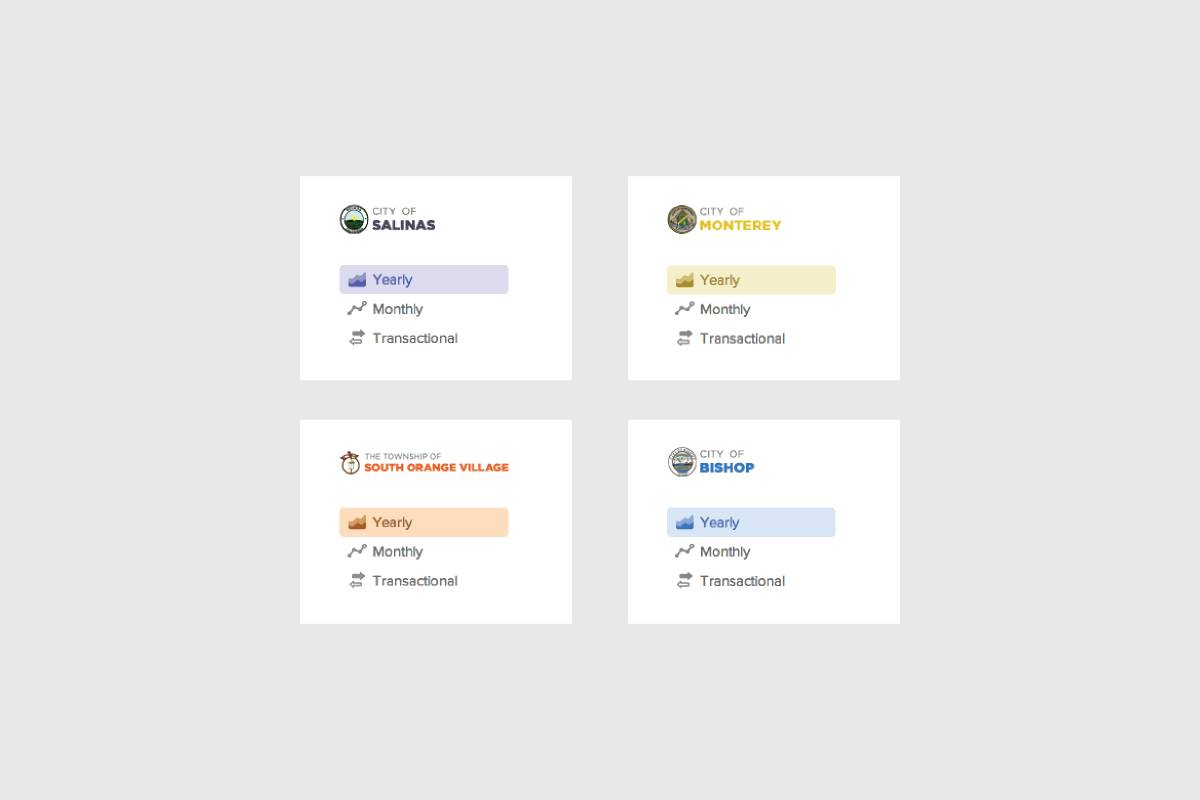 CITY OF
SALINAS
Yearly
Monthly
Transactional
CITY OF
MONTEREY
Yearly
Monthly
Transactional
THE TOWNSHIP OF
SOUTH ORANGE VILLAGE
Yearly
Monthly
Transactional
CITY OF
BISHOP
Yearly
Monthly
Transactional